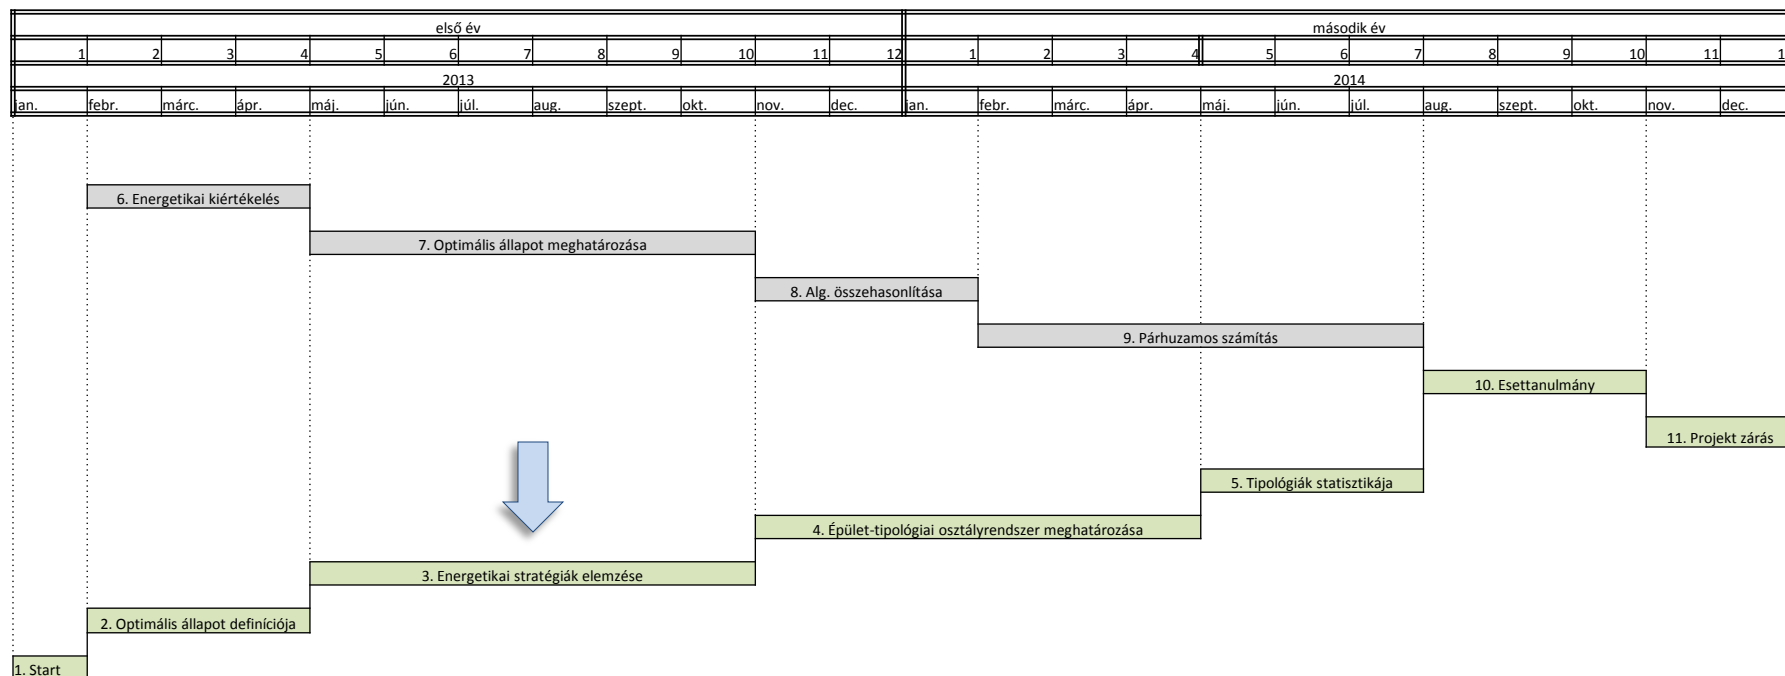 első év második év
1 2 3 4 5 6 7 8 9 10 11 12 1 2 3 4 5 6 7 8 9 10 11 1
2013 2014
jan. febr. márc. ápr. máj. jún. júl. aug. szept. okt. nov. dec. jan. febr. márc. ápr. máj. jún. júl. aug. szept. okt. nov. dec.
6. Energetikai kiértékelés
7. Optimális állapot meghatározása
8. Alg. összehasonlítása
9. Párhuzamos számítás
10. Esettanulmány
11. Projekt zárás
5. Tipológiák statisztikája
4. Épület-tipológiai osztályrendszer meghatározása
3. Energetikai stratégiák elemzése
2. Optimális állapot definíciója
1. Start